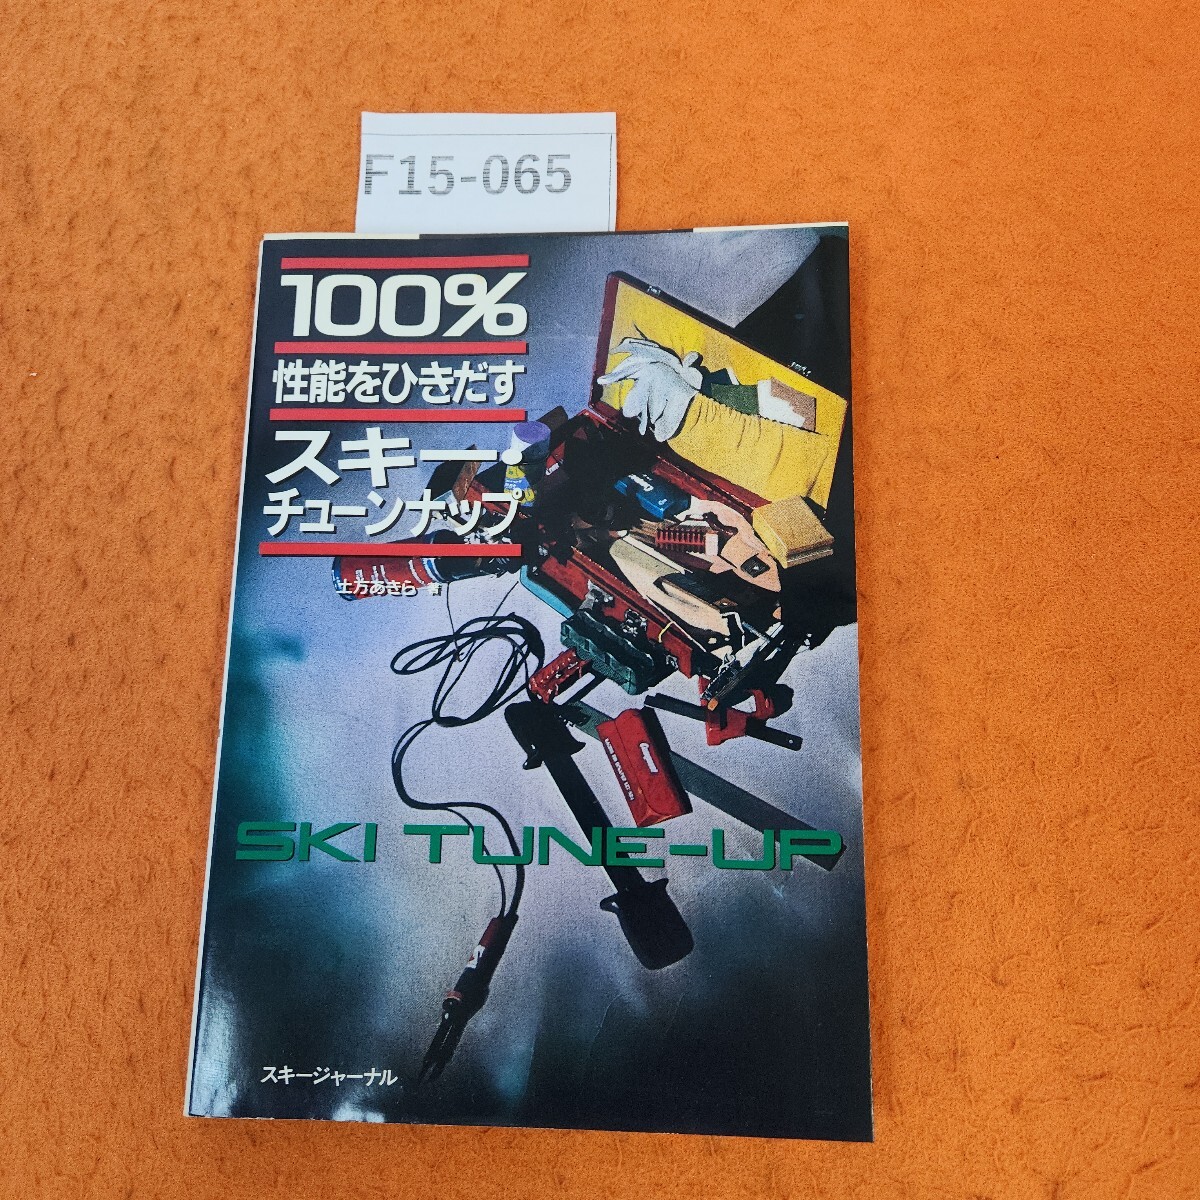 F15-065
100%
性能をひきだす
スキー・
チューンナップ
土方あきら 著
SKI TUNE-UP
スキージャーナル